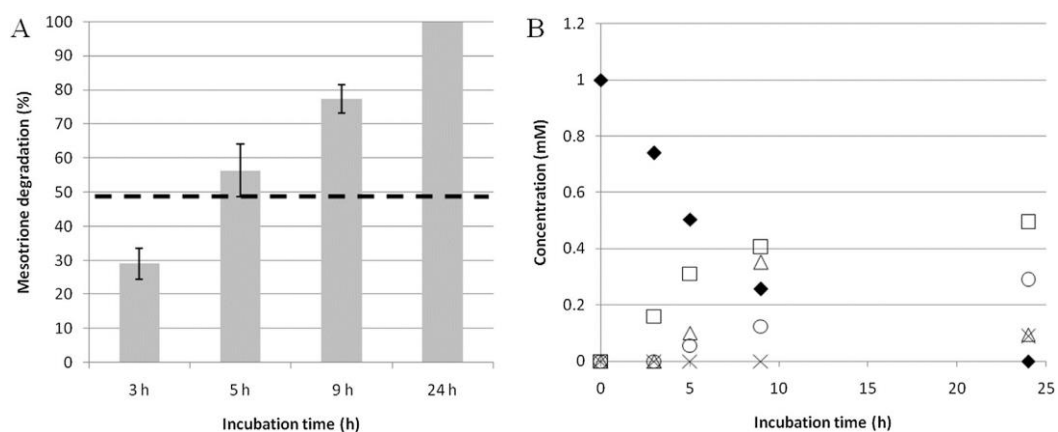 A
Mesotrione degradation (%)
100
90
80
70
60
50
40
30
20
10
0
3 h 5 h 9 h 24 h
Incubation time (h)
B
Concentration (mM)
1.2
1
0.8
0.6
0.4
0.2
0
0 5 10 15 20 25
Incubation time (h)